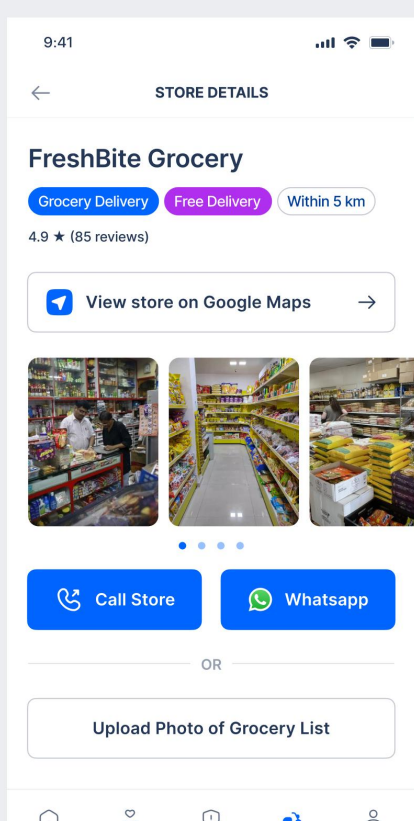 9:41
STORE DETAILS
FreshBite Grocery
Grocery Delivery Free Delivery Within 5 km
4.9 ★ (85 reviews)
View store on Google Maps →
Call Store Whatsapp
OR
Upload Photo of Grocery List